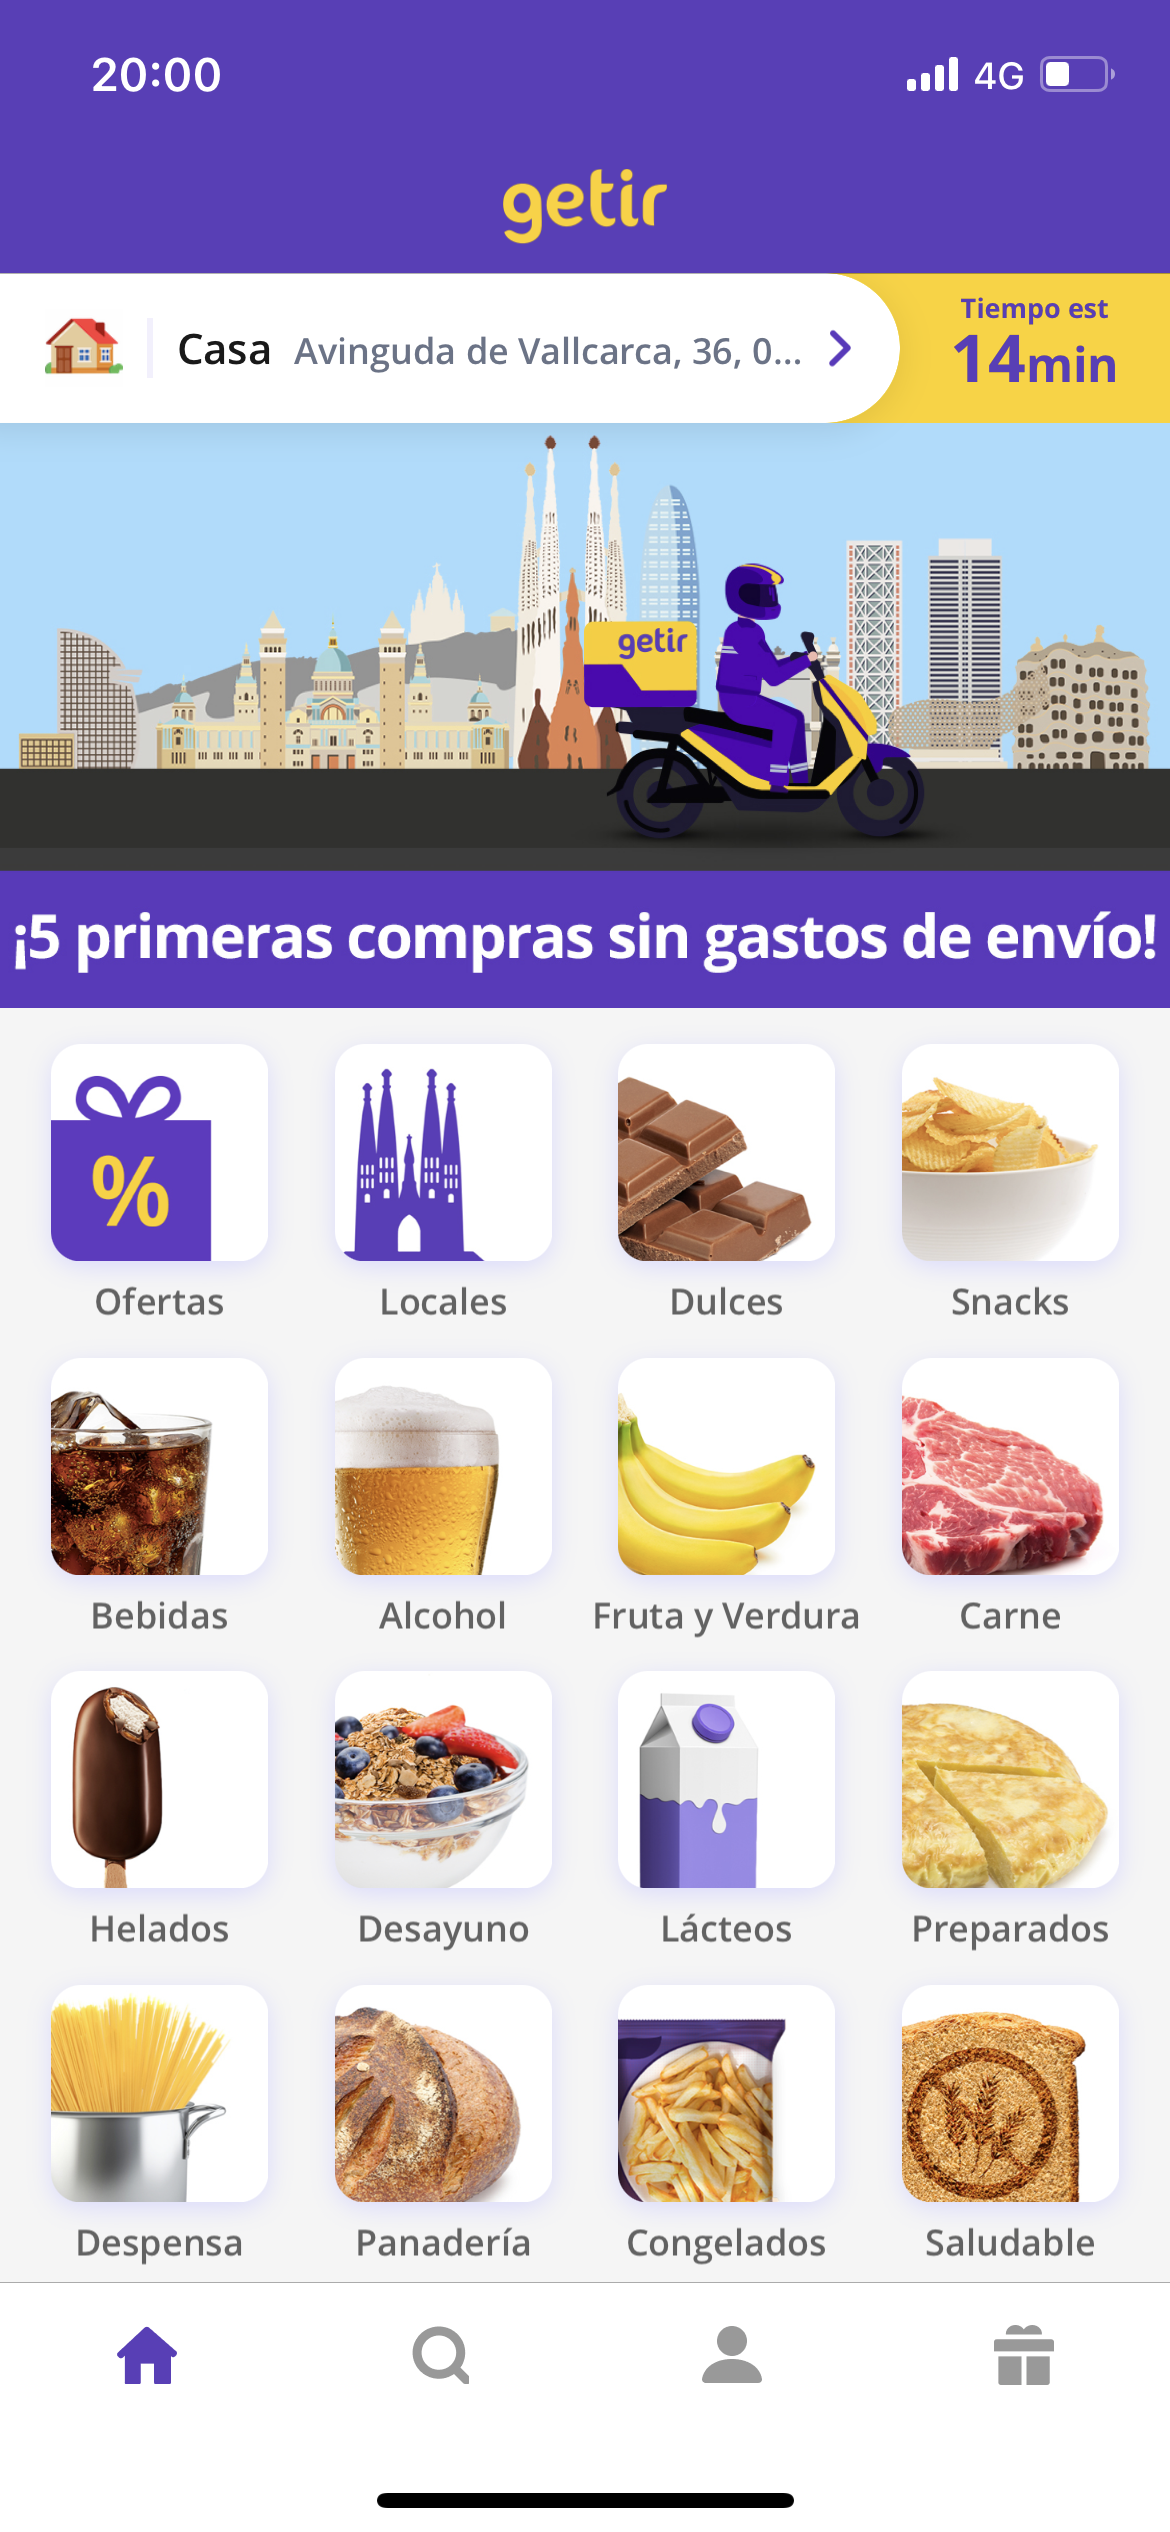 20:00
4G
getir
Casa Avinguda de Vallcarca, 36, 0...
Tiempo est
14min
getir
¡5 primeras compras sin gastos de envío!
%
Ofertas Locales Dulces Snacks
Bebidas Alcohol Fruta y Verdura Carne
Helados Desayuno Lácteos Preparados
Despensa Panadería Congelados Saludable